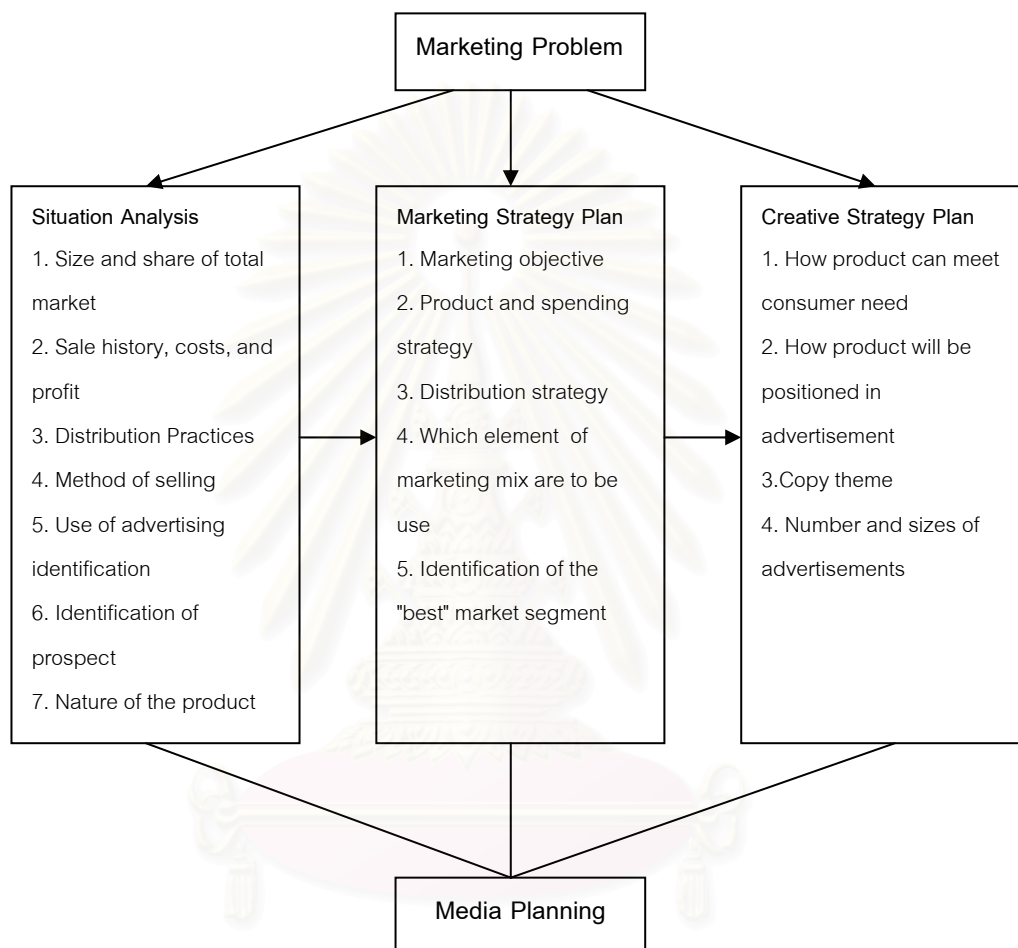 Marketing Problem
Situation Analysis
1. Size and share of total
market
2. Sale history, costs, and
profit
3. Distribution Practices
4. Method of selling
5. Use of advertising
identification
6. Identification of
prospect
7. Nature of the product
Marketing Strategy Plan
1. Marketing objective
2. Product and spending
strategy
3. Distribution strategy
4. Which element of
marketing mix are to be
use
5. Identification of the
"best" market segment
Creative Strategy Plan
1. How product can meet
consumer need
2. How product will be
positioned in
advertisement
3.Copy theme
4. Number and sizes of
advertisements
Media Planning